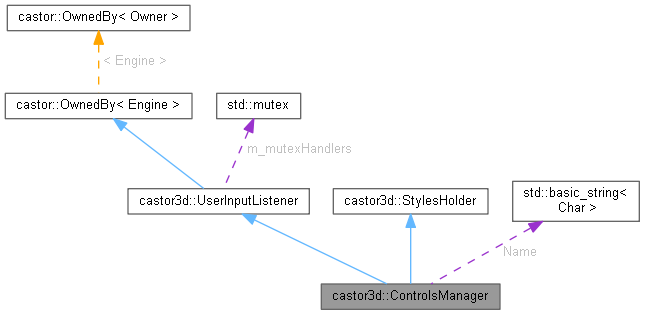 castor::OwnedBy< Owner >
< Engine >
castor::OwnedBy< Engine >
std::mutex
m_mutexHandlers
castor3d::UserInputListener
castor3d::StylesHolder
std::basic_string<
Char >
Name
castor3d::ControlsManager